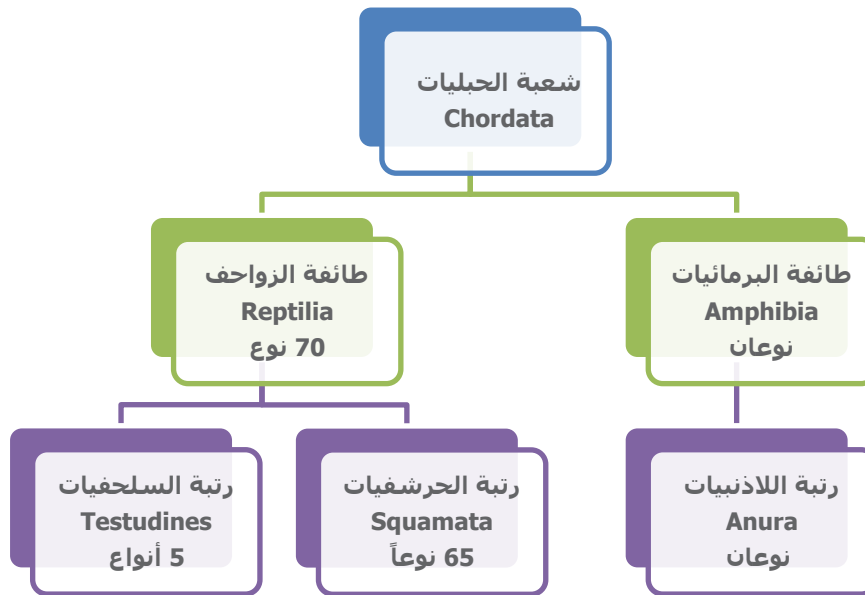 شعبة الحبليات
Chordata
طائفة البرمائيات
Amphibia
نوعان
طائفة الزواحف
Reptilia
70 نوع
رتبة اللاذنبيات
Anura
نوعان
رتبة الحرشفيات
Squamata
65 نوعاً
رتبة السلحفيات
Testudines
5 أنواع